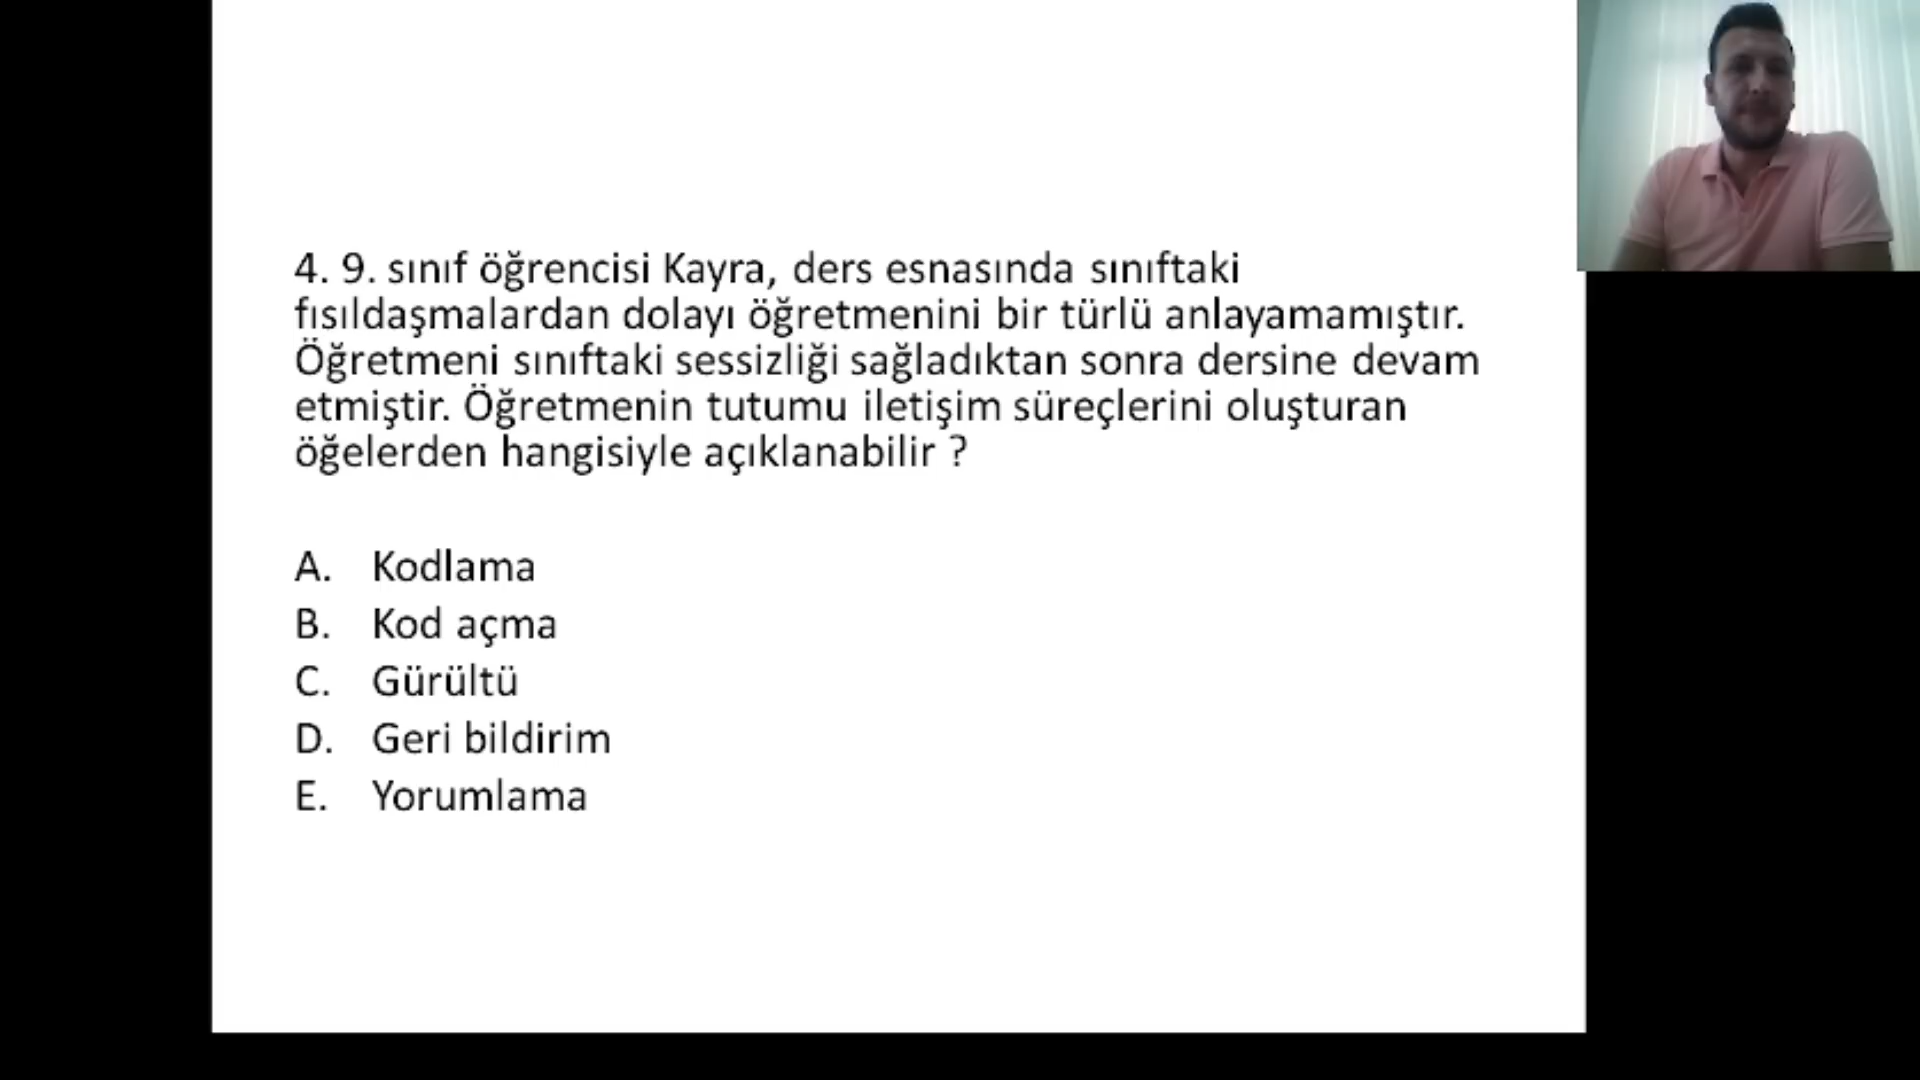 4. 9. sınıf öğrencisi Kayra, ders esnasında sınıftaki
fısıldaşmalardan dolayı öğretmenini bir türlü anlayamamıştır.
Öğretmeni sınıftaki sessizliği sağladıktan sonra dersine devam
etmiştir. Öğretmenin tutumu iletişim süreçlerini oluşturan
öğelerden hangisiyle açıklanabilir ?
A. Kodlama
B. Kod açma
C. Gürültü
D. Geri bildirim
E. Yorumlama